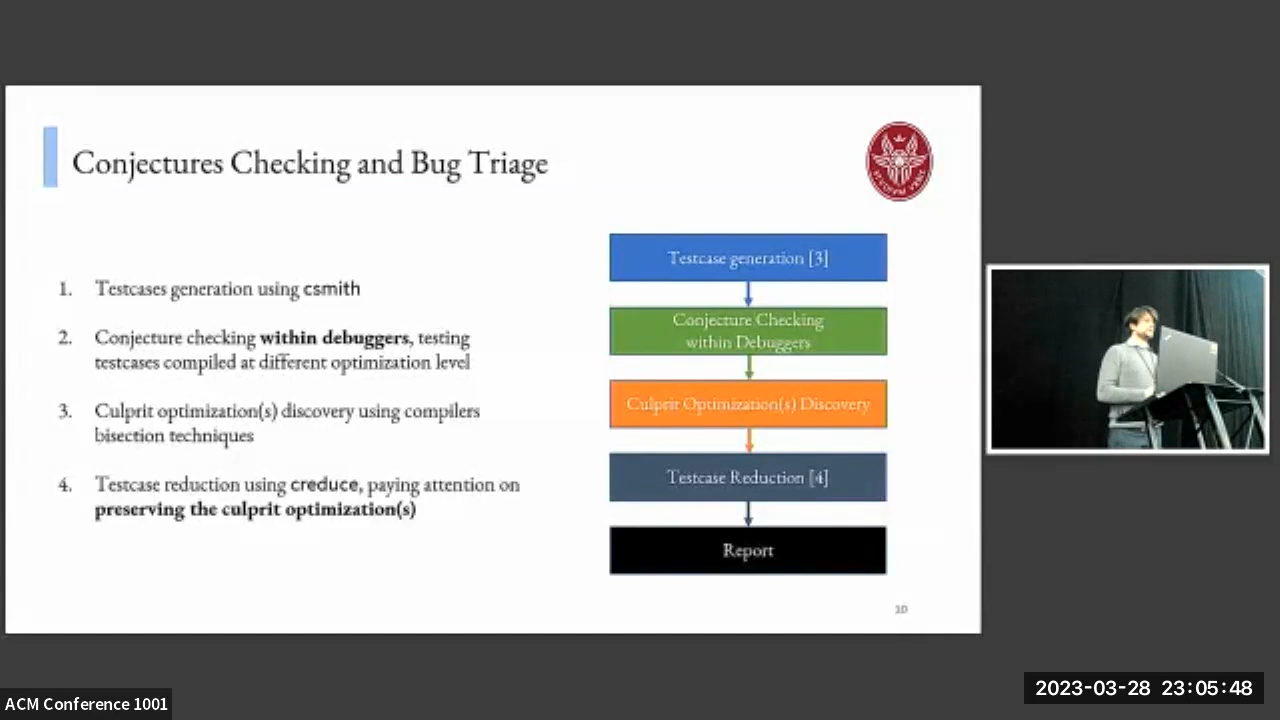 Conjectures Checking and Bug Triage
1. Testcases generation using csmith
2. Conjecture checking within debuggers, testing
testcases compiled at different optimization level
3. Culprit optimization(s) discovery using compilers
bisection techniques
4. Testcase reduction using creduce, paying attention on
preserving the culprit optimization(s)
Testcase generation [3]
Conjecture Checking
within Debuggers
Culprit Optimization(s) Discovery
Testcase Reduction [4]
Report
10
2023-03-28 23:05:48
ACM Conference 1001